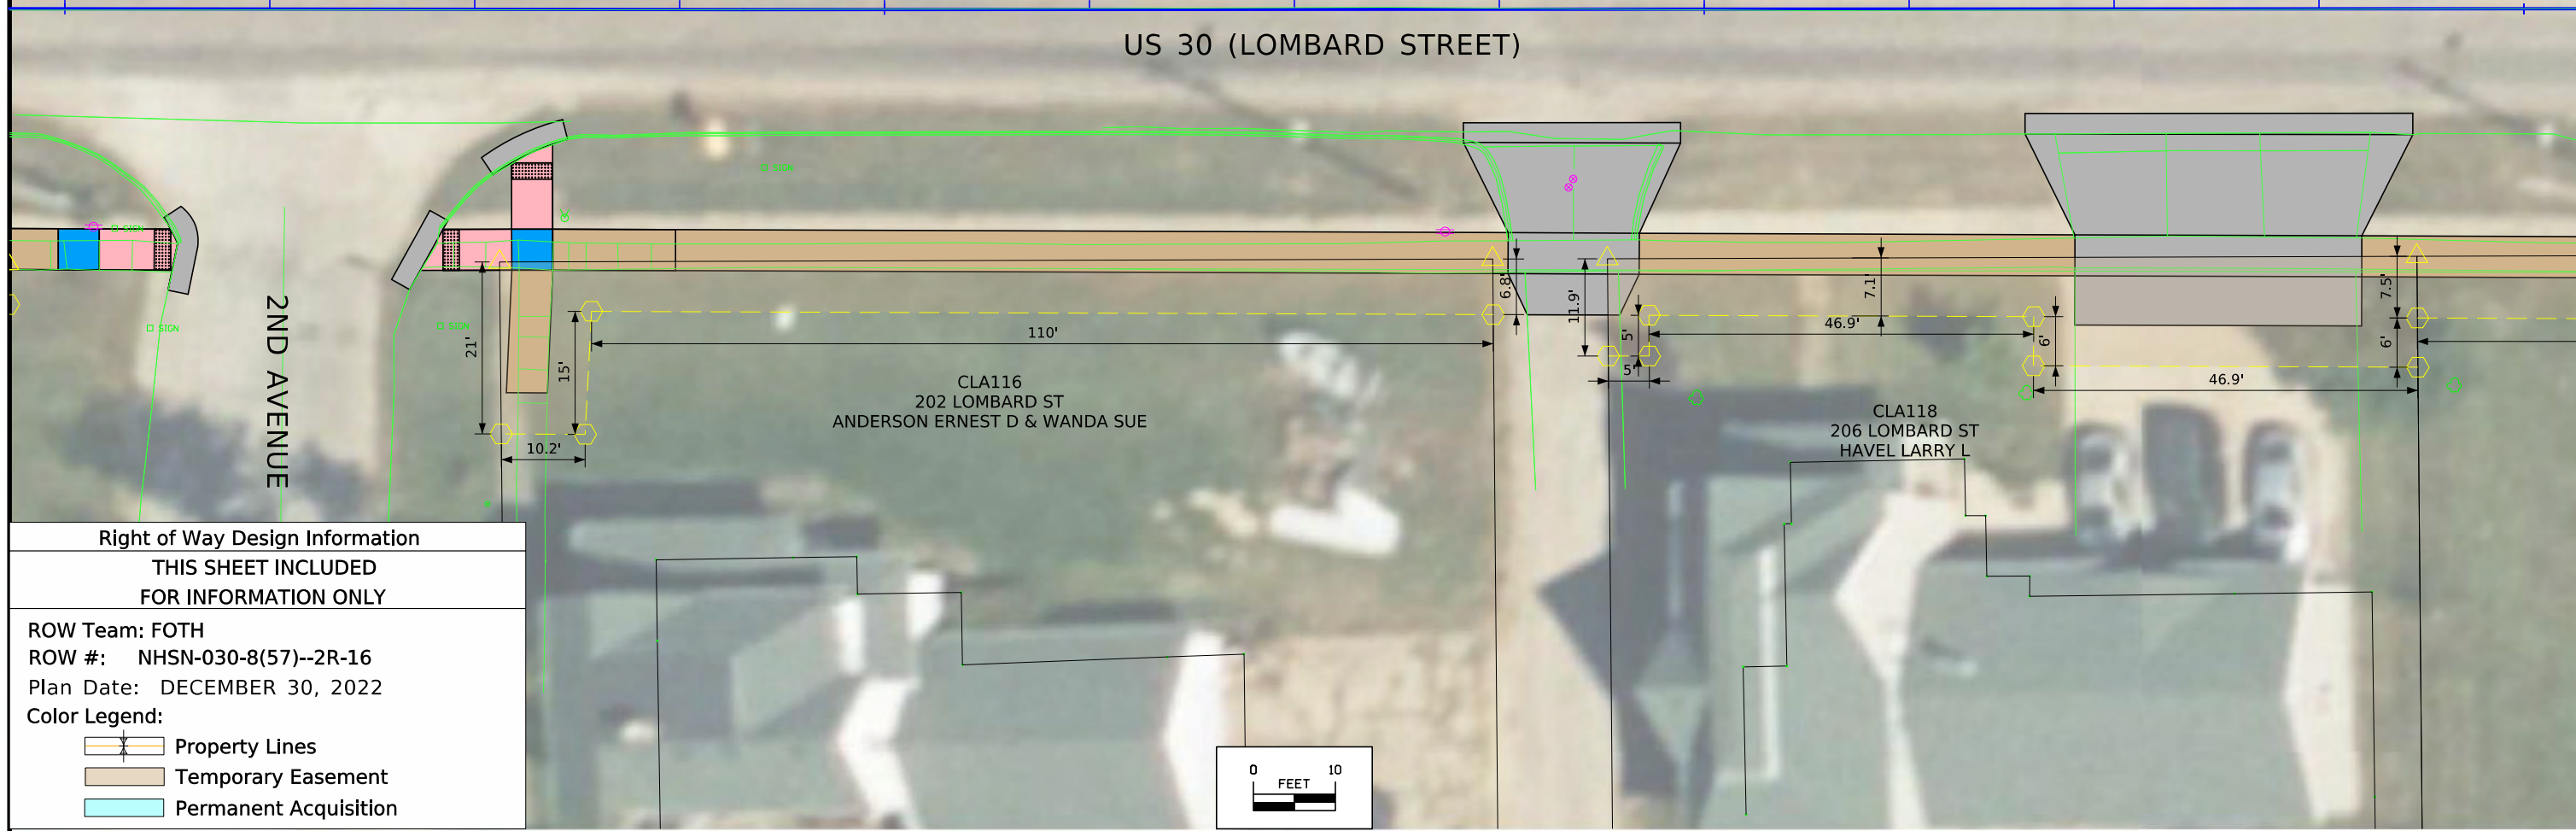 US 30 (LOMBARD STREET)
SIGN
SIGN
SIGN
SIGN
2ND AVENUE
21'
15'
10.2'
110'
6.8'
11.9'
5'
5'
46.9'
7.1'
6'
7.5'
6'
46.9'
CLA116
202 LOMBARD ST
ANDERSON ERNEST D & WANDA SUE
CLA118
206 LOMBARD ST
HAVEL LARRY L
Right of Way Design Information
THIS SHEET INCLUDED
FOR INFORMATION ONLY
ROW Team: FOTH
ROW #: NHSN-030-8(57)--2R-16
Plan Date: DECEMBER 30, 2022
Color Legend:
Property Lines
Temporary Easement
Permanent Acquisition
0 10
FEET